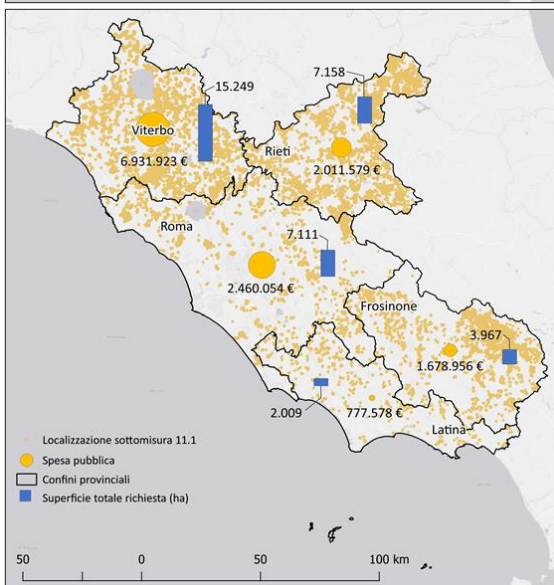 15.249
7.158
Viterbo
6.931.923 €
Rieti
2.011.579 €
Roma
7.111
2.460.054 €
Frosinone
3.967
1.678.956 €
2.009
777.578 €
Latina
Localizzazione sottomisura 11.1
Spesa pubblica
Confini provinciali
Superficie totale richiesta (ha)
50 0 50 100 km